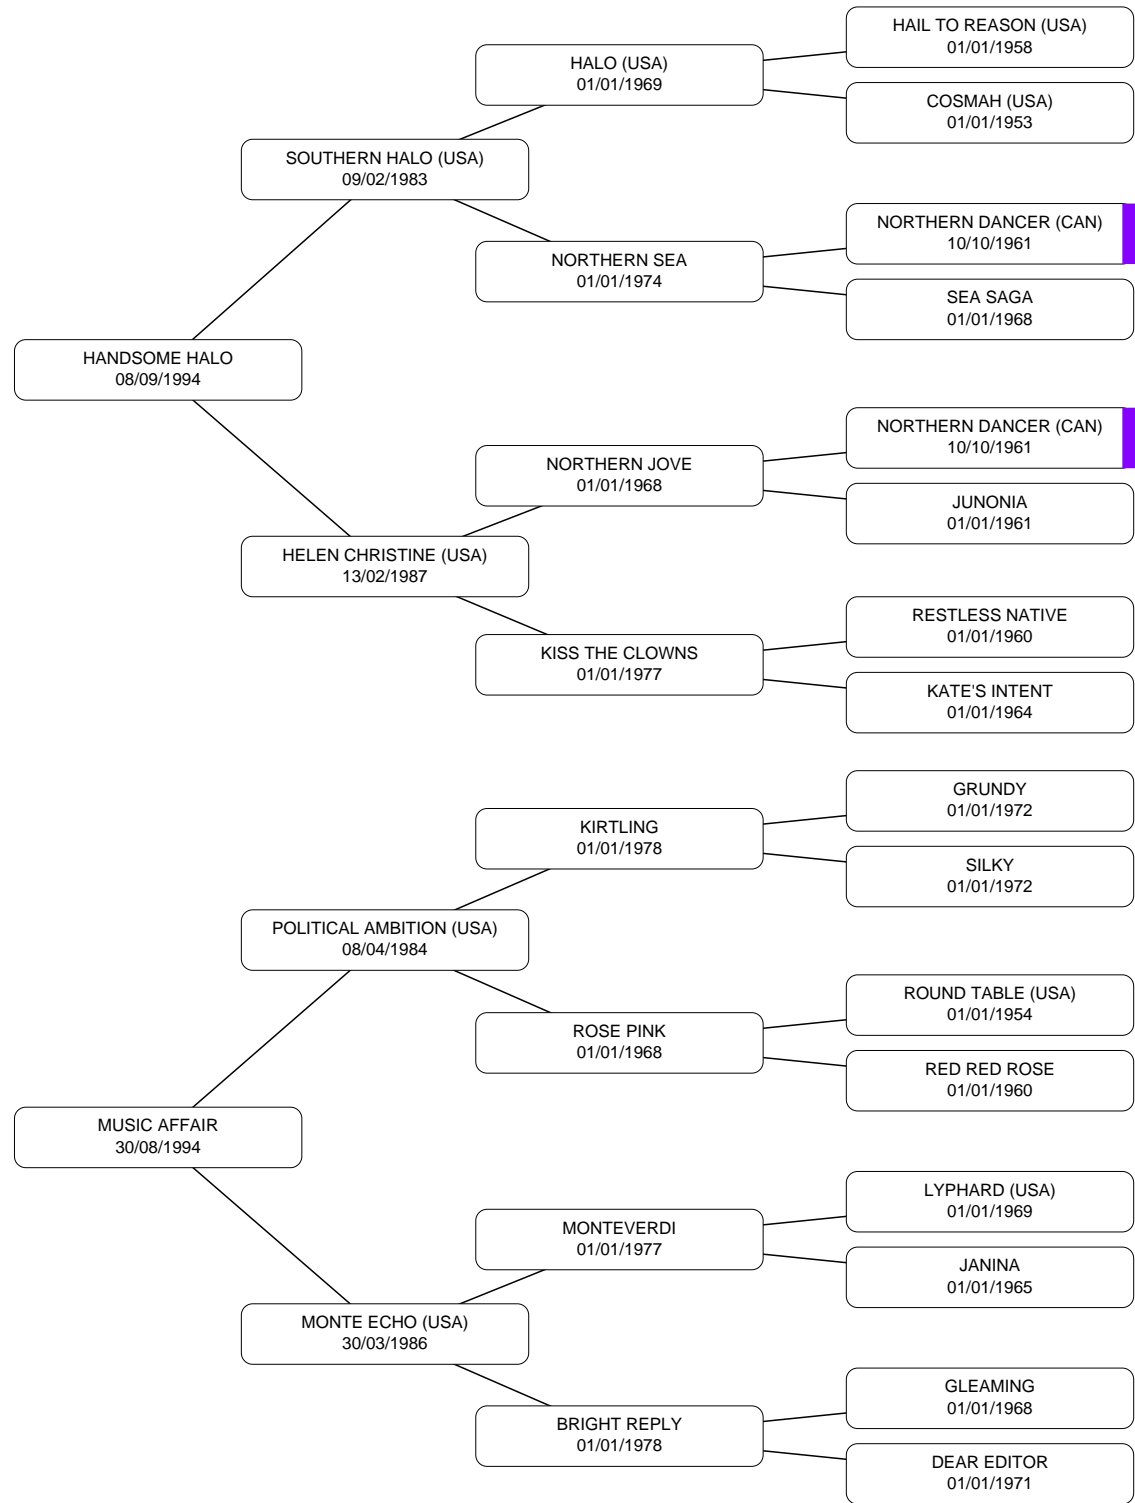 HAIL TO REASON (USA)
01/01/1958
HALO (USA)
01/01/1969
COSMAH (USA)
01/01/1953
SOUTHERN HALO (USA)
09/02/1983
NORTHERN DANCER (CAN)
10/10/1961
NORTHERN SEA
01/01/1974
SEA SAGA
01/01/1968
HANDSOME HALO
08/09/1994
NORTHERN DANCER (CAN)
10/10/1961
NORTHERN JOVE
01/01/1968
JUNONIA
01/01/1961
HELEN CHRISTINE (USA)
13/02/1987
RESTLESS NATIVE
01/01/1960
KISS THE CLOWNS
01/01/1977
KATE'S INTENT
01/01/1964
GRUNDY
01/01/1972
KIRTLING
01/01/1978
SILKY
01/01/1972
POLITICAL AMBITION (USA)
08/04/1984
ROUND TABLE (USA)
01/01/1954
ROSE PINK
01/01/1968
RED RED ROSE
01/01/1960
MUSIC AFFAIR
30/08/1994
LYPHARD (USA)
01/01/1969
MONTEVERDI
01/01/1977
JANINA
01/01/1965
MONTE ECHO (USA)
30/03/1986
GLEAMING
01/01/1968
BRIGHT REPLY
01/01/1978
DEAR EDITOR
01/01/1971